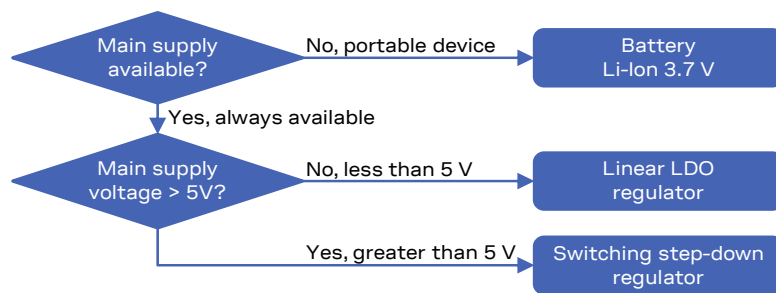 Main supply
available?
No, portable device
Battery
Li-Ion 3.7 V
Yes, always available
Main supply
voltage > 5V?
No, less than 5 V
Linear LDO
regulator
Yes, greater than 5 V
Switching step-down
regulator